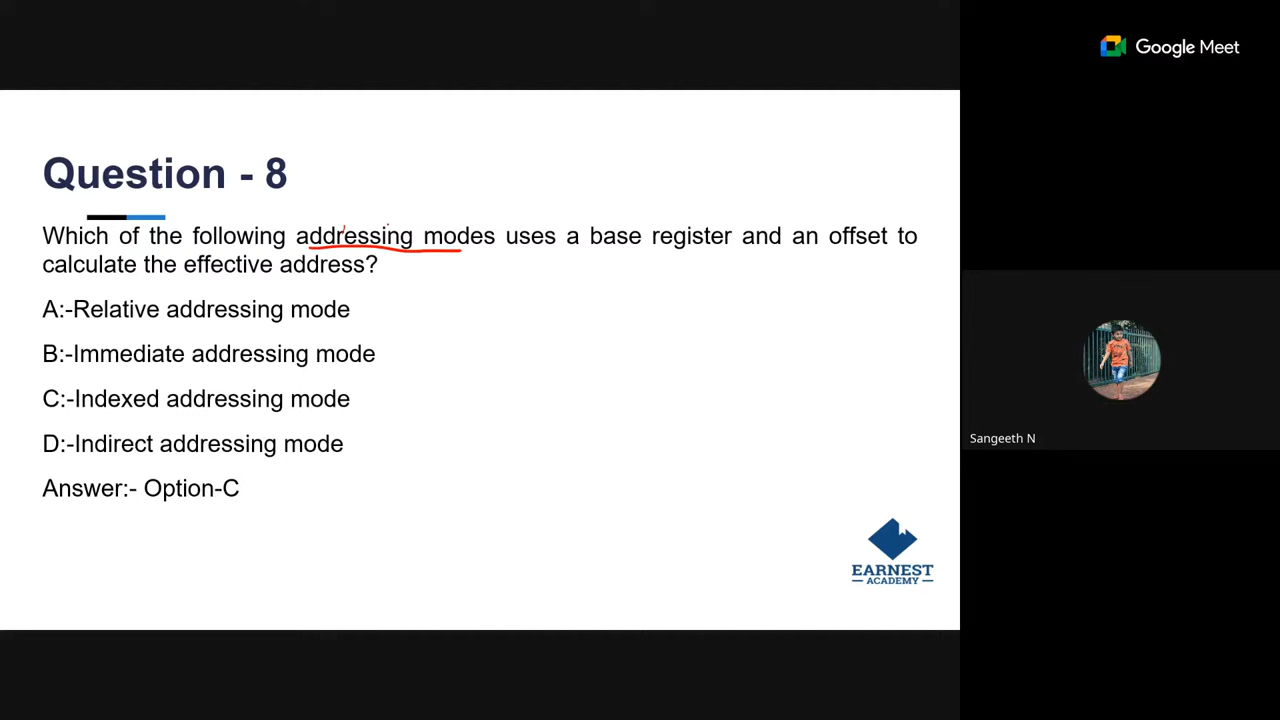 Google Meet
Question - 8
Which of the following addressing modes uses a base register and an offset to
calculate the effective address?
A:-Relative addressing mode
B:-Immediate addressing mode
C:-Indexed addressing mode
D:-Indirect addressing mode
Answer:- Option-C
Sangeeth N
EARNEST
ACADEMY